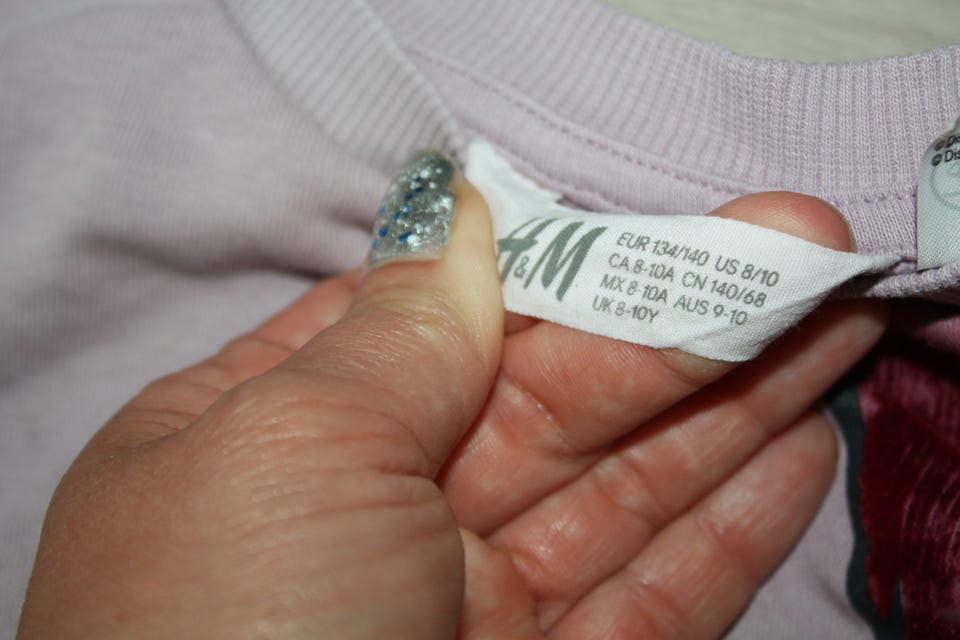 H&M
EUR 134/140 US 8/10
CA 8-10A CN 140/68
MX 8-10A AUS 9-10
UK 8-10Y